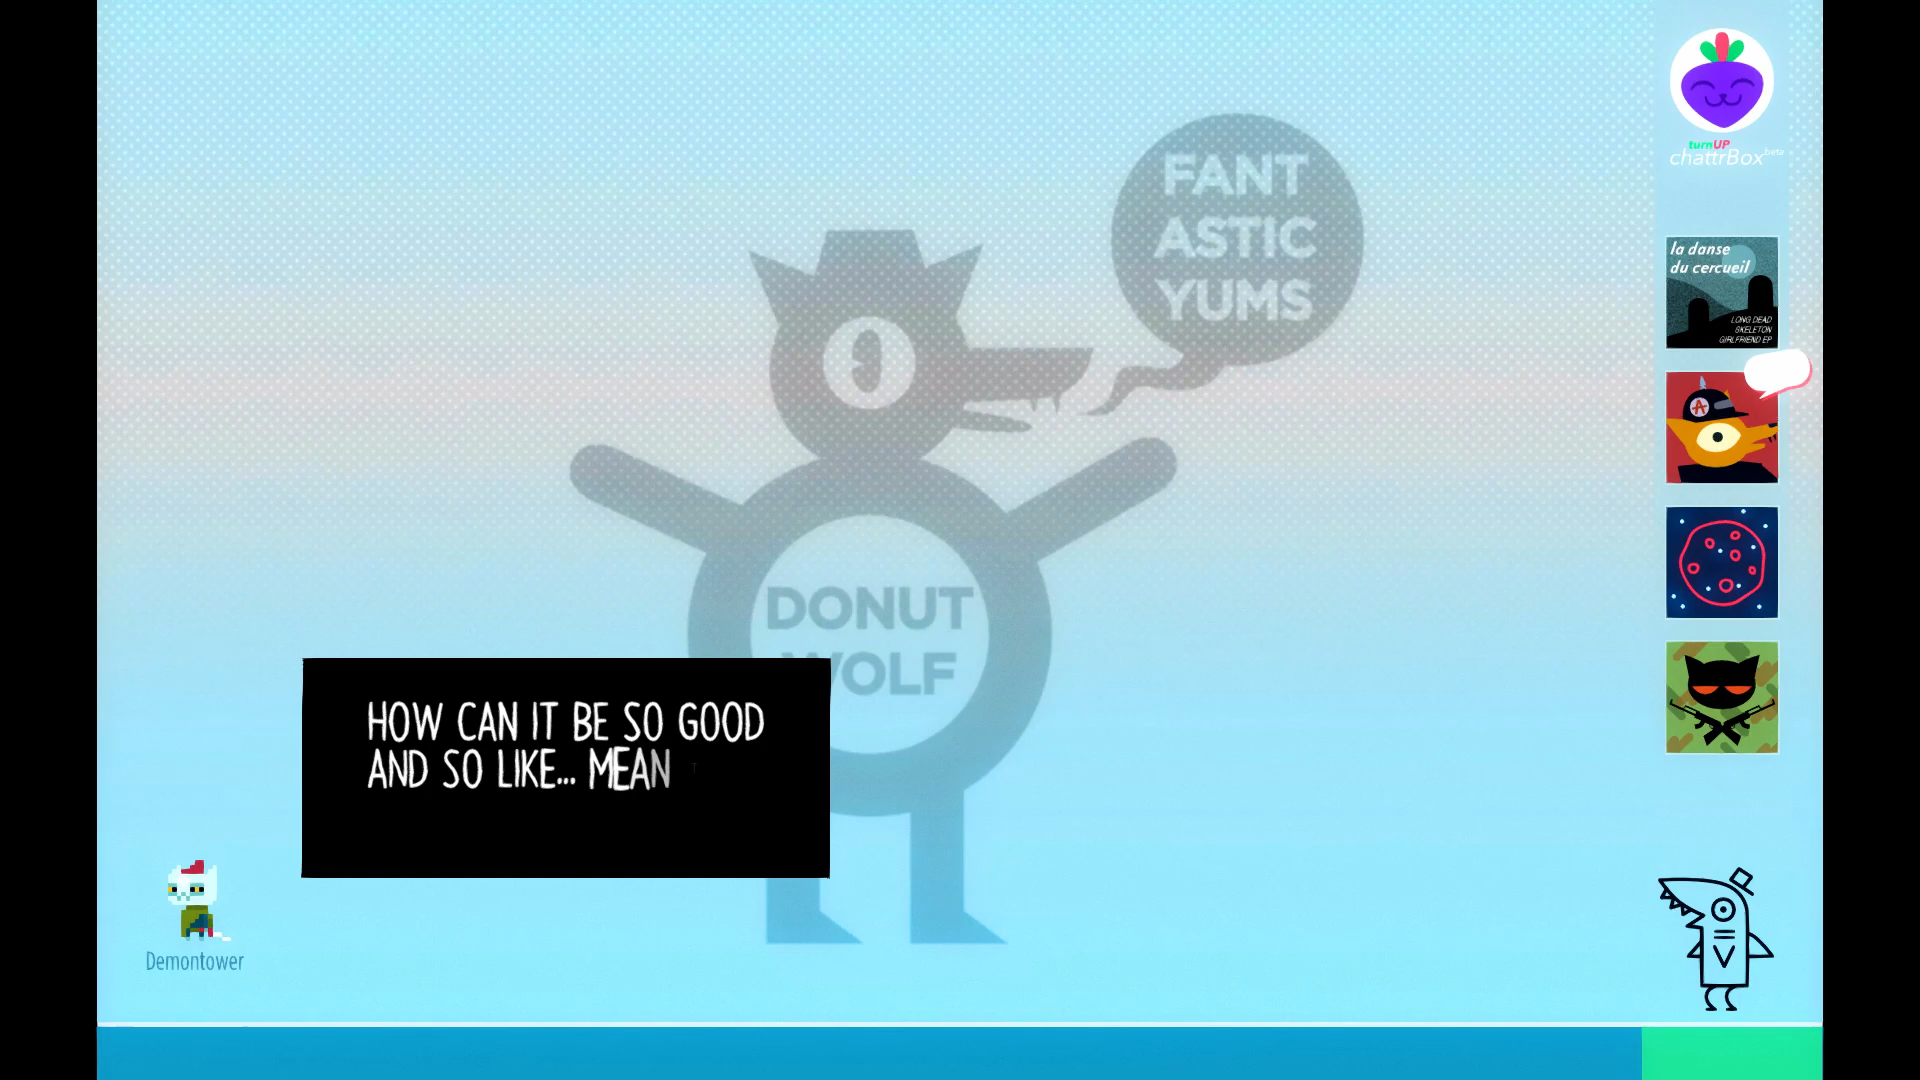 FANT
ASTIC
YUMS
turnUP
chattrBox beta
la danse
du cercueil
LONG DEAD
SKELETON
GIRLFRIEND EP
A
DONUT
WOLF
HOW CAN IT BE SO GOOD
AND SO LIKE... MEAN
Demontower